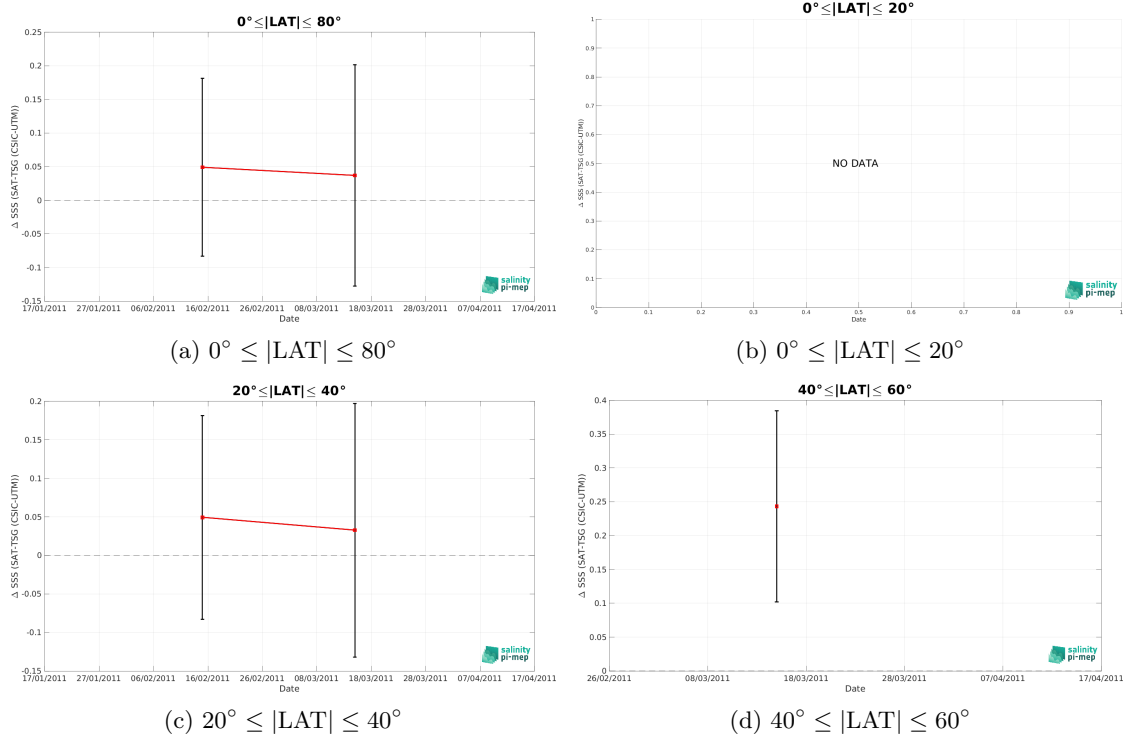 0°≤|LAT|≤ 80°
Δ SSS (SAT-TSG (CSIC-UTM))
0.25
0.2
0.15
0.1
0.05
0
-0.05
-0.1
-0.15
17/01/2011 27/01/2011 06/02/2011 16/02/2011 26/02/2011 08/03/2011 18/03/2011 28/03/2011 07/04/2011 17/04/2011
Date
salinity
pi-mep
(a) 0° ≤ |LAT| ≤ 80°
0°≤|LAT|≤ 20°
Δ SSS (SAT-TSG (CSIC-UTM))
1
0.9
0.8
0.7
0.6
0.5
0.4
0.3
0.2
0.1
0
NO DATA
0 0.1 0.2 0.3 0.4 0.5 0.6 0.7 0.8 0.9 1
Date
salinity
pi-mep
(b) 0° ≤ |LAT| ≤ 20°
20°≤|LAT|≤ 40°
Δ SSS (SAT-TSG (CSIC-UTM))
0.2
0.15
0.1
0.05
0
-0.05
-0.1
-0.15
17/01/2011 27/01/2011 06/02/2011 16/02/2011 26/02/2011 08/03/2011 18/03/2011 28/03/2011 07/04/2011 17/04/2011
Date
salinity
pi-mep
(c) 20° ≤ |LAT| ≤ 40°
40°≤|LAT|≤ 60°
Δ SSS (SAT-TSG (CSIC-UTM))
0.4
0.35
0.3
0.25
0.2
0.15
0.1
0.05
0
26/02/2011 08/03/2011 18/03/2011 28/03/2011 07/04/2011 17/04/2011
Date
salinity
pi-mep
(d) 40° ≤ |LAT| ≤ 60°